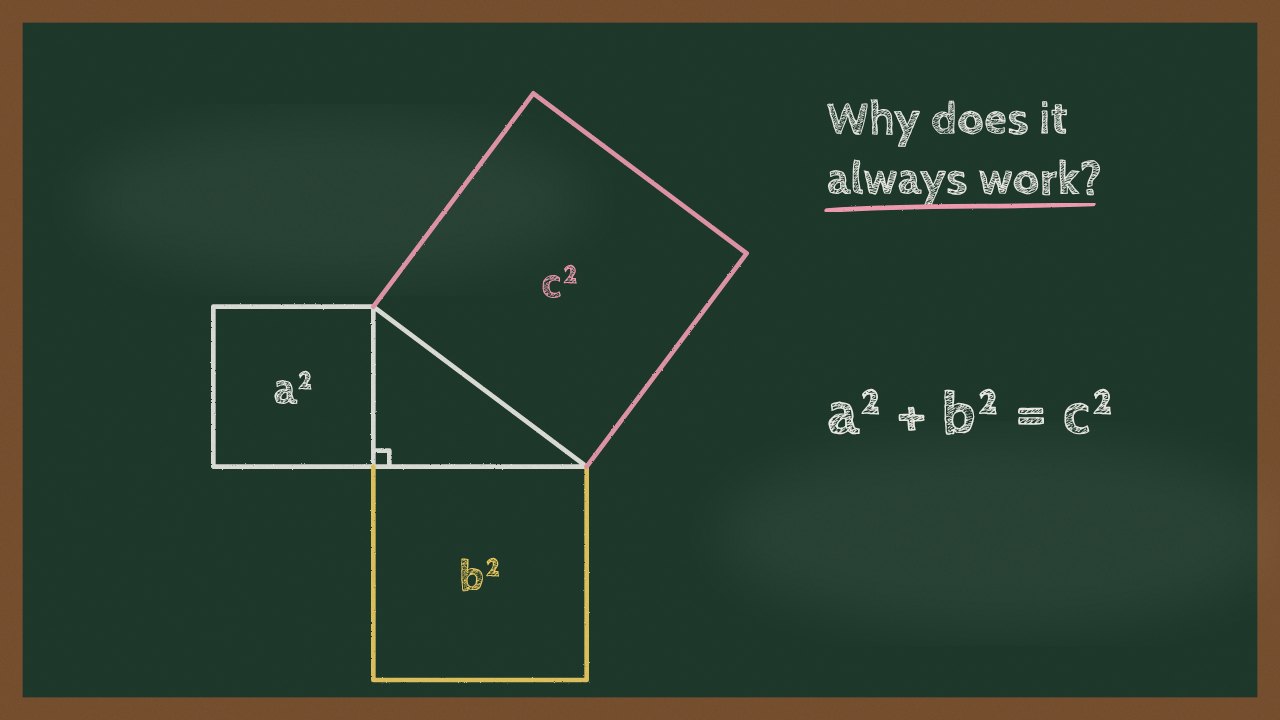 Why does it
always work?
c²
a²
a² + b² = c²
b²